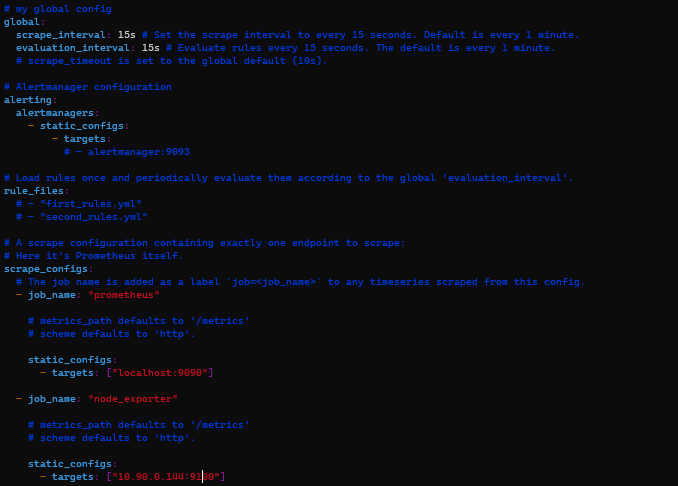 # my global config
global:
  scrape_interval: 15s # Set the scrape interval to every 15 seconds. Default is every 1 minute.
  evaluation_interval: 15s # Evaluate rules every 15 seconds. The default is every 1 minute.
  # scrape_timeout is set to the global default (10s).

# Alertmanager configuration
alerting:
  alertmanagers:
    - static_configs:
        - targets:
          # - alertmanager:9093

# Load rules once and periodically evaluate them according to the global 'evaluation_interval'.
rule_files:
  # - "first_rules.yml"
  # - "second_rules.yml"

# A scrape configuration containing exactly one endpoint to scrape:
# Here it's Prometheus itself.
scrape_configs:
  # The job name is added as a label `job=<job_name>` to any timeseries scraped from this config.
  - job_name: "prometheus"

    # metrics_path defaults to '/metrics'
    # scheme defaults to 'http'.

    static_configs:
      - targets: ["localhost:9090"]

  - job_name: "node_exporter"

    # metrics_path defaults to '/metrics'
    # scheme defaults to 'http'.

    static_configs:
      - targets: ["10.90.0.144:9100"]